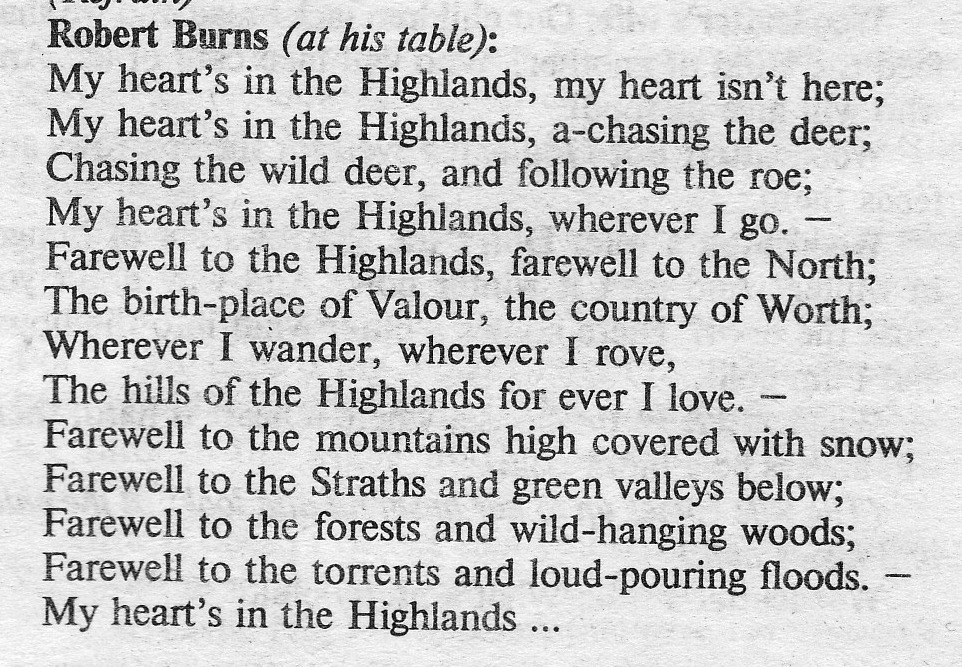 Robert Burns (at his table):
My heart's in the Highlands, my heart isn't here;
My heart's in the Highlands, a-chasing the deer;
Chasing the wild deer, and following the roe;
My heart's in the Highlands, wherever I go. —
Farewell to the Highlands, farewell to the North;
The birth-place of Valour, the country of Worth;
Wherever I wander, wherever I rove,
The hills of the Highlands for ever I love. —
Farewell to the mountains high covered with snow;
Farewell to the Straths and green valleys below;
Farewell to the forests and wild-hanging woods;
Farewell to the torrents and loud-pouring floods. —
My heart's in the Highlands ...